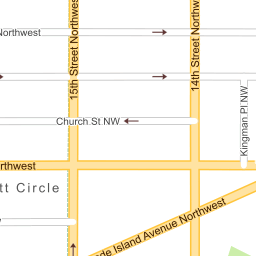 Northwest
15th Street Northwest
14th Street Northwest
Church St NW
Kingman Pl NW
rthwest
tt Circle
de Island Avenue Northwest